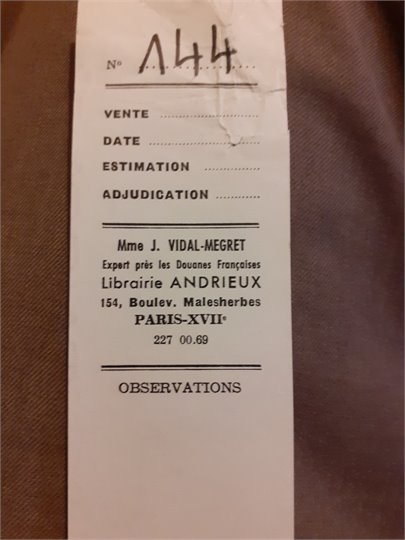 N° 144
VENTE
DATE
ESTIMATION
ADJUDICATION
Mme J. VIDAL-MEGRET
Expert près les Douanes Françaises
Librairie ANDRIEUX
154, Boulev. Malesherbes
PARIS-XVIIe
227 00.69
OBSERVATIONS